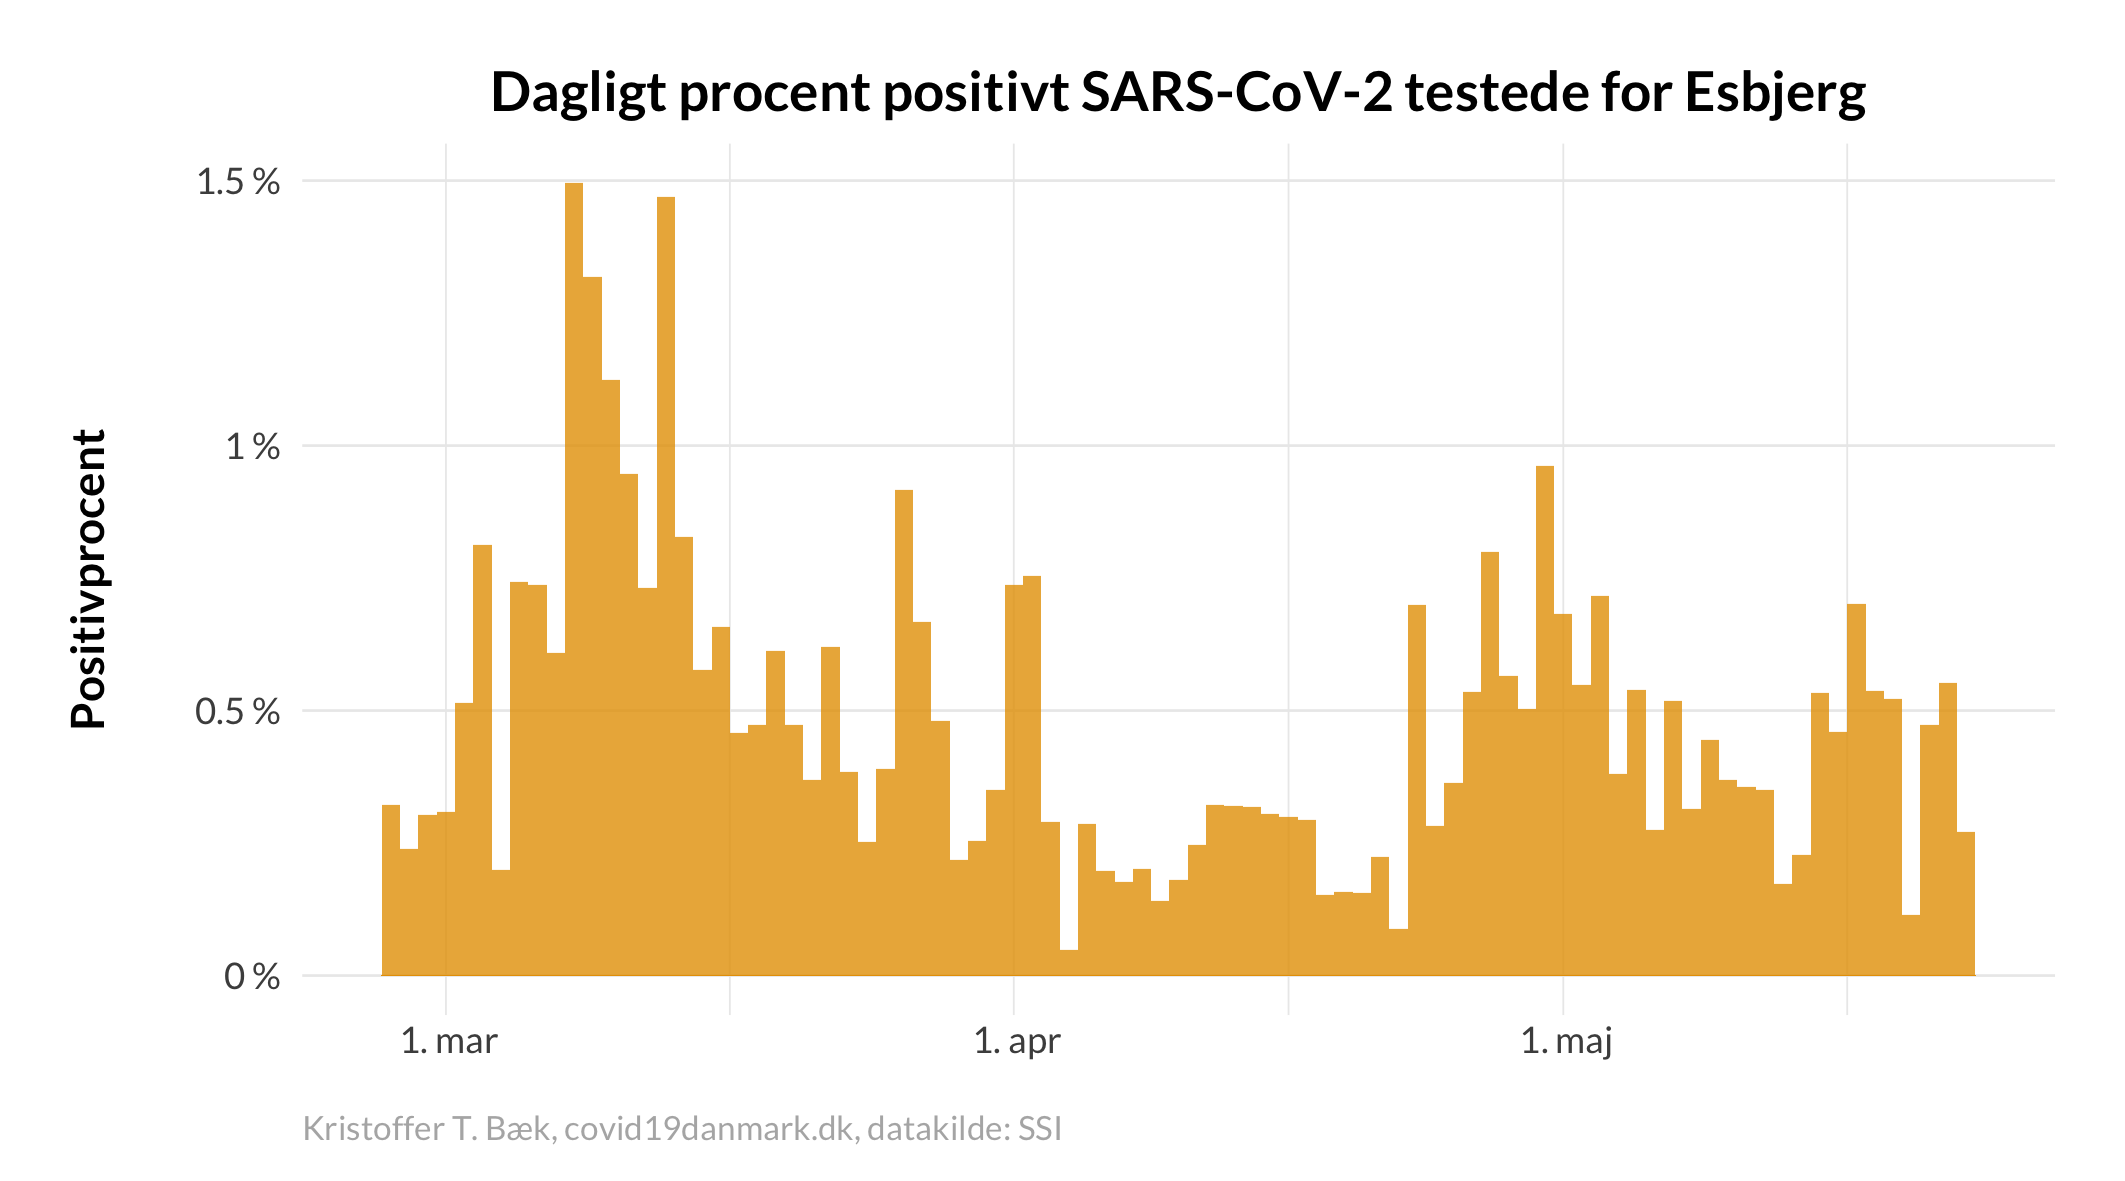 Dagligt procent positivt SARS-CoV-2 testede for Esbjerg
Positivprocent
1.5 %
1 %
0.5 %
0 %
1. mar
1. apr
1. maj
Kristoffer T. Bæk, covid19danmark.dk, datakilde: SSI